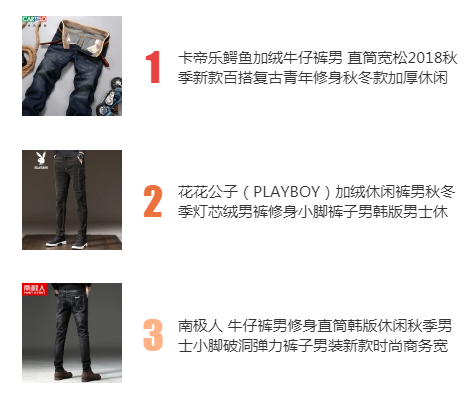 CARTELO
1
卡帝乐鳄鱼加绒牛仔裤男 直筒宽松2018秋
季新款百搭复古青年修身秋冬款加厚休闲
PLAYBOY
2
花花公子（PLAYBOY）加绒休闲裤男秋冬
季灯芯绒男裤修身小脚裤子男韩版男士休
南极人
3
南极人 牛仔裤男修身直筒韩版休闲秋季男
士小脚破洞弹力裤子男装新款时尚商务宽